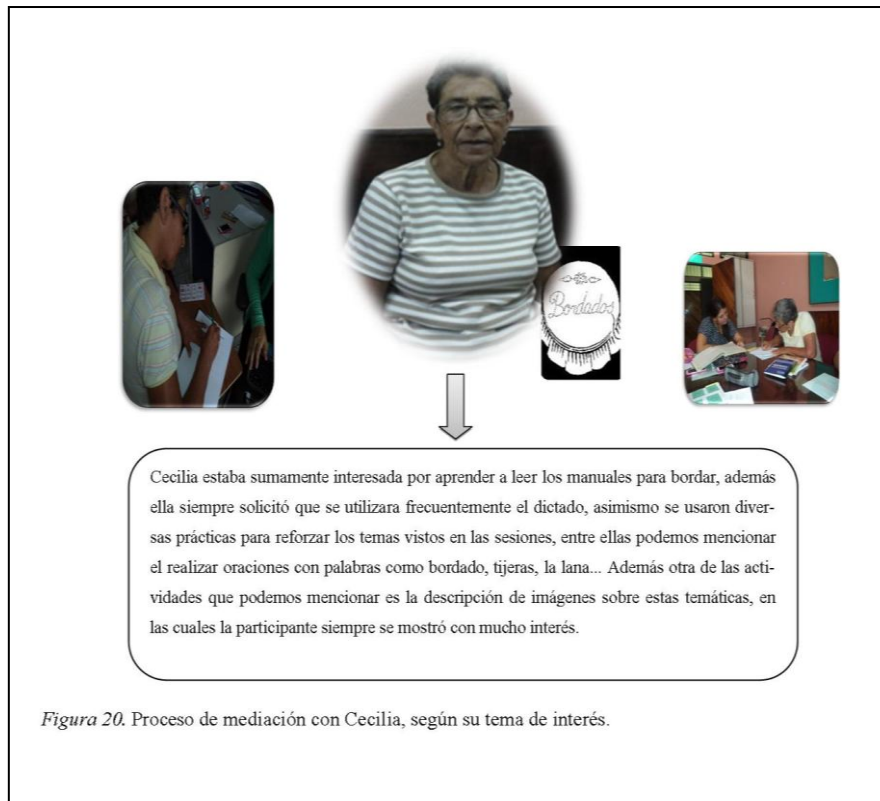 Bordados
Cecilia estaba sumamente interesada por aprender a leer los manuales para bordar, además
ella siempre solicitó que se utilizara frecuentemente el dictado, asimismo se usaron diver-
sas prácticas para reforzar los temas vistos en las sesiones, entre ellas podemos mencionar
el realizar oraciones con palabras como bordado, tijeras, la lana... Además otra de las acti-
vidades que podemos mencionar es la descripción de imágenes sobre estas temáticas, en
las cuales la participante siempre se mostró con mucho interés.
Figura 20. Proceso de mediación con Cecilia, según su tema de interés.